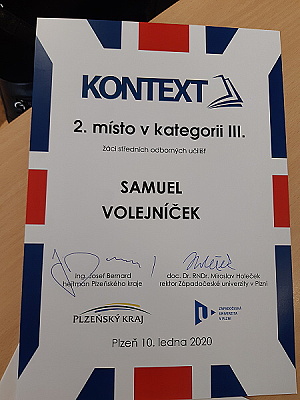 KONTEXT
2. místo v kategorii III.
Žáci středních odborných učilišť
SAMUEL
VOLEJNÍČEK
Ing. Josef Bernard
hejtman Plzeňského kraje
doc. Dr. RNDr. Miroslav Holeček
rektor Západočeské univerzity v Plzni
PLZEŇSKÝ KRAJ
ZÁPADOČESKÁ
UNIVERZITA
V PLZNI
Plzeň 10. ledna 2020